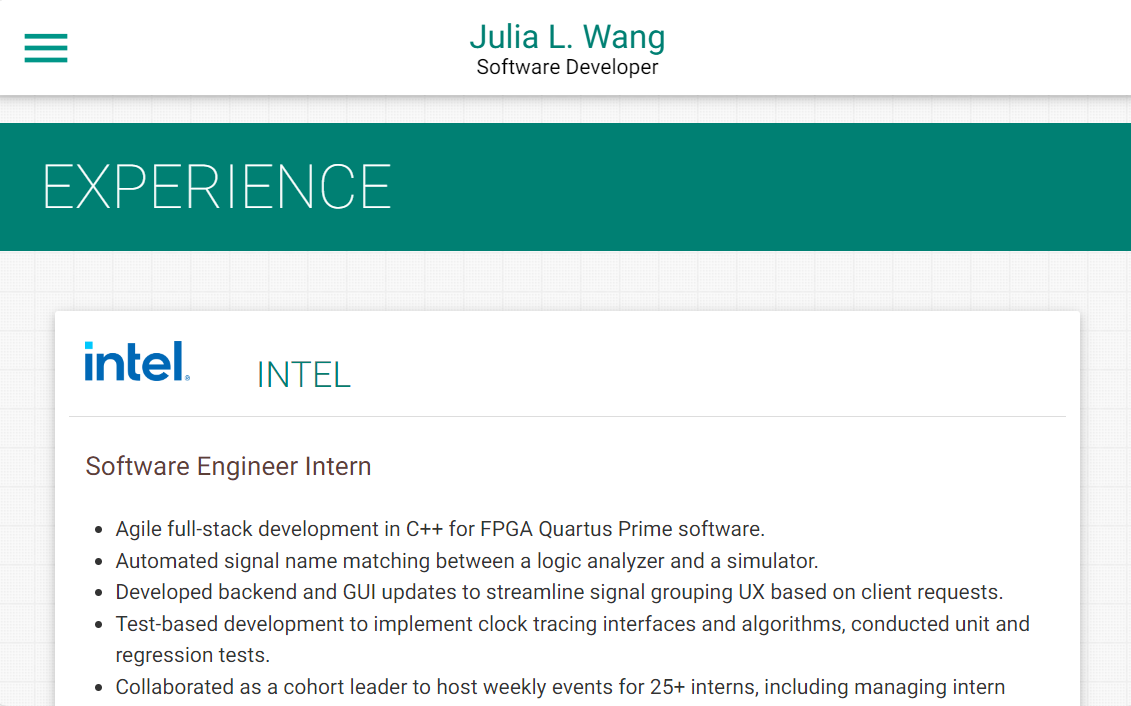 Julia L. Wang
Software Developer
EXPERIENCE
intel®
INTEL
Software Engineer Intern
• Agile full-stack development in C++ for FPGA Quartus Prime software.
• Automated signal name matching between a logic analyzer and a simulator.
• Developed backend and GUI updates to streamline signal grouping UX based on client requests.
• Test-based development to implement clock tracing interfaces and algorithms, conducted unit and
regression tests.
• Collaborated as a cohort leader to host weekly events for 25+ interns, including managing intern